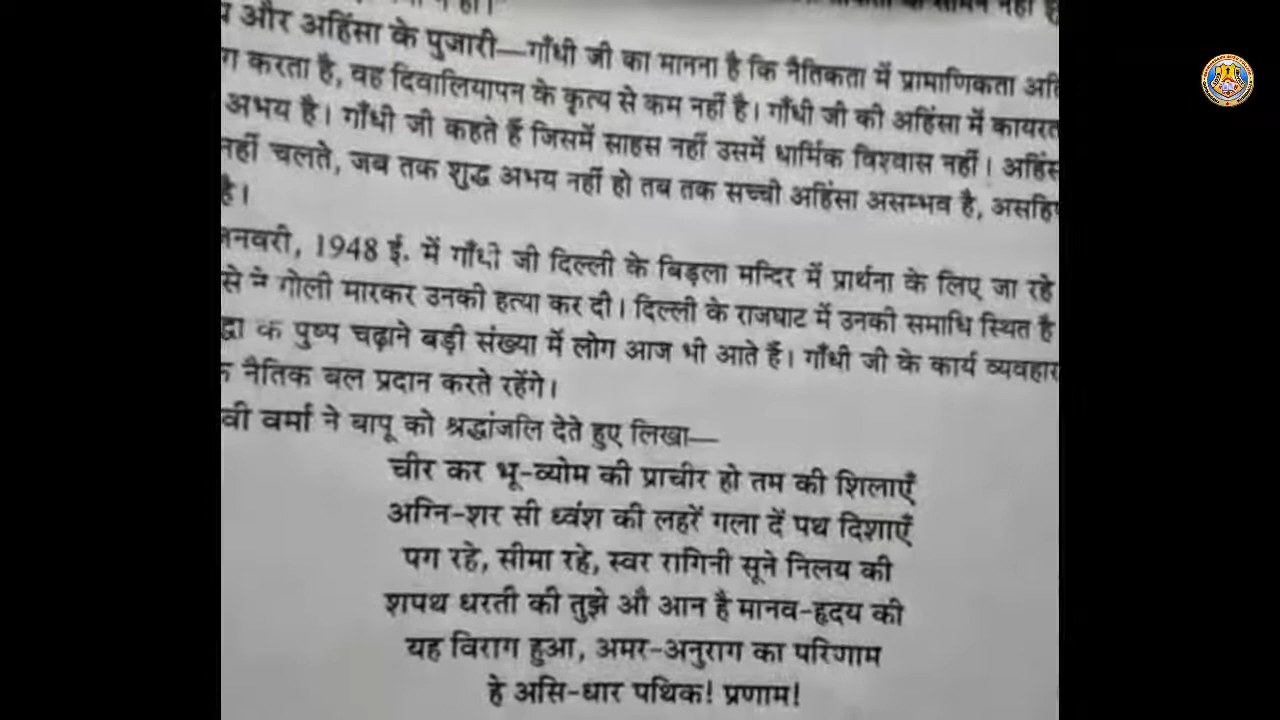 और अहिंसा के पुजारी—गाँधी जी का मानना है कि नैतिकता में प्रामाणिकता
करता है, वह दिवालियापन के कृत्य से कम नहीं है। गाँधी जी की अहिंसा में
अभय है। गाँधी जी कहते हैं जिसमें साहस नहीं उसमें धार्मिक विश्वास नहीं।
नहीं चलते, जब तक शुद्ध अभय नहीं हो तब तक सच्ची अहिंसा असम्भव है,
है।
1948 ई. में गाँधी जी दिल्ली के बिड़ला मन्दिर में प्रार्थना के लिए जा रहे
से ने गोली मारकर उनकी हत्या कर दी। दिल्ली के राजघाट में उनकी समाधि स्थित है
के पुष्प चढ़ाने बड़ी संख्या में लोग आज भी आते हैं। गाँधी जी के कार्य व्यवहार
नैतिक बल प्रदान करते रहेंगे।
वर्मा ने बापू को श्रद्धांजलि देते हुए लिखा—
चीर कर भू-व्योम की प्राचीर हो तम की शिलाएँ
अग्नि-शर सी ध्वंश की लहरें गला दें पथ दिशाएँ
पग रहे, सीमा रहे, स्वर रागिनी सूने निलय की
शपथ धरती की तुझे औ आन है मानव-हृदय की
यह विराग हुआ, अमर-अनुराग का परिणाम
हे असि-धार पथिक! प्रणाम!